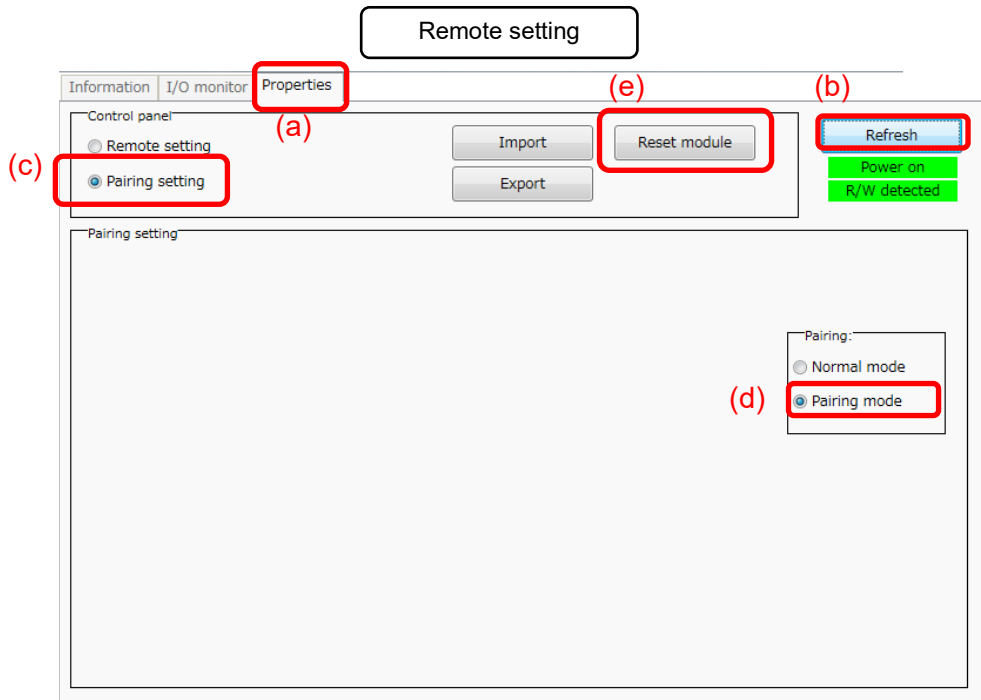 Remote setting
Information I/O monitor Properties
(a)
(e)
(b)
Control panel
Remote setting
(c)
Pairing setting
Import
Export
Reset module
Refresh
Power on
R/W detected
Pairing setting
Pairing:
Normal mode
(d)
Pairing mode